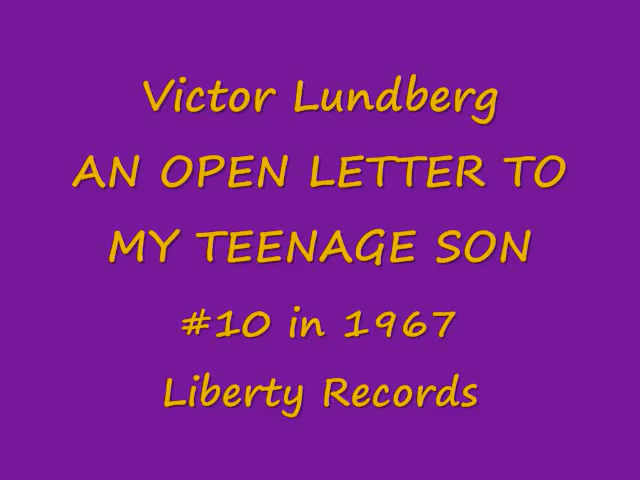 Victor Lundberg
AN OPEN LETTER TO
MY TEENAGE SON
#10 in 1967
Liberty Records